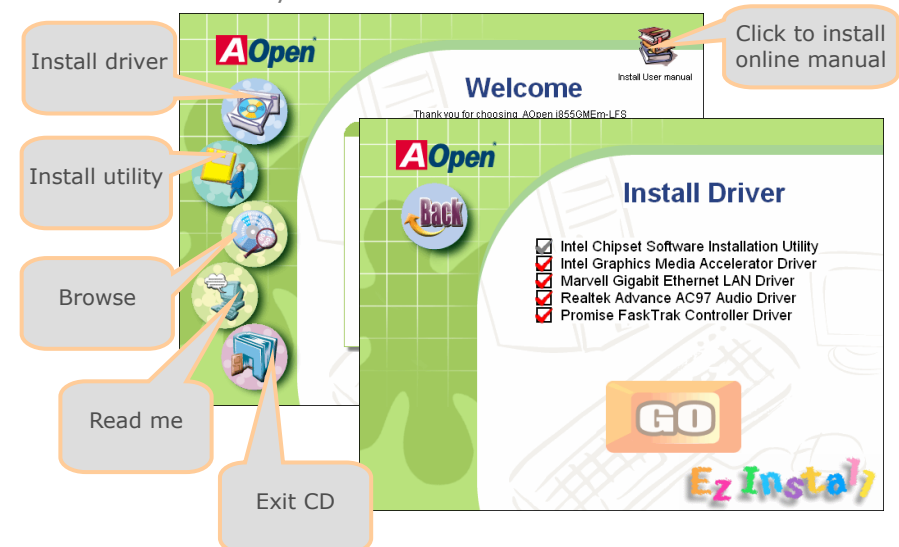 Install driver
Install utility
Browse
Read me
Exit CD
Click to install
online manual
AOpen
Install User manual
Welcome
Thank you for choosing AOpen i855GMEm-LFS
AOpen
Back
Install Driver
Intel Chipset Software Installation Utility
Intel Graphics Media Accelerator Driver
Marvell Gigabit Ethernet LAN Driver
Realtek Advance AC97 Audio Driver
Promise FaskTrak Controller Driver
GO
Ez Install